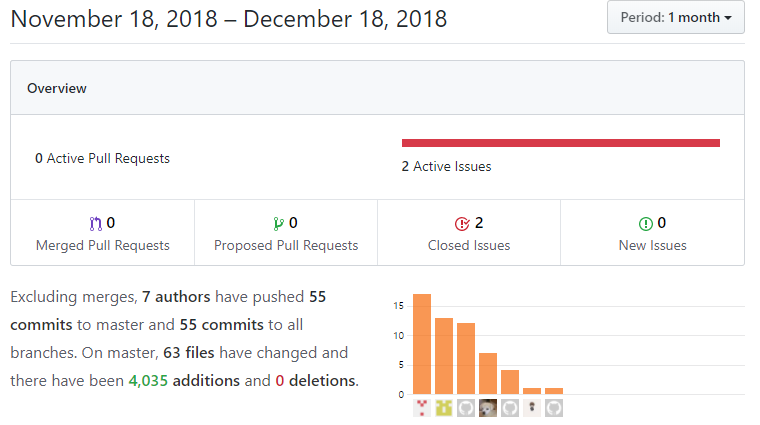 November 18, 2018 – December 18, 2018
Period: 1 month
Overview
0 Active Pull Requests
2 Active Issues
0
Merged Pull Requests
0
Proposed Pull Requests
2
Closed Issues
0
New Issues
Excluding merges, 7 authors have pushed 55
commits to master and 55 commits to all
branches. On master, 63 files have changed and
there have been 4,035 additions and 0 deletions.
15
10
5
0